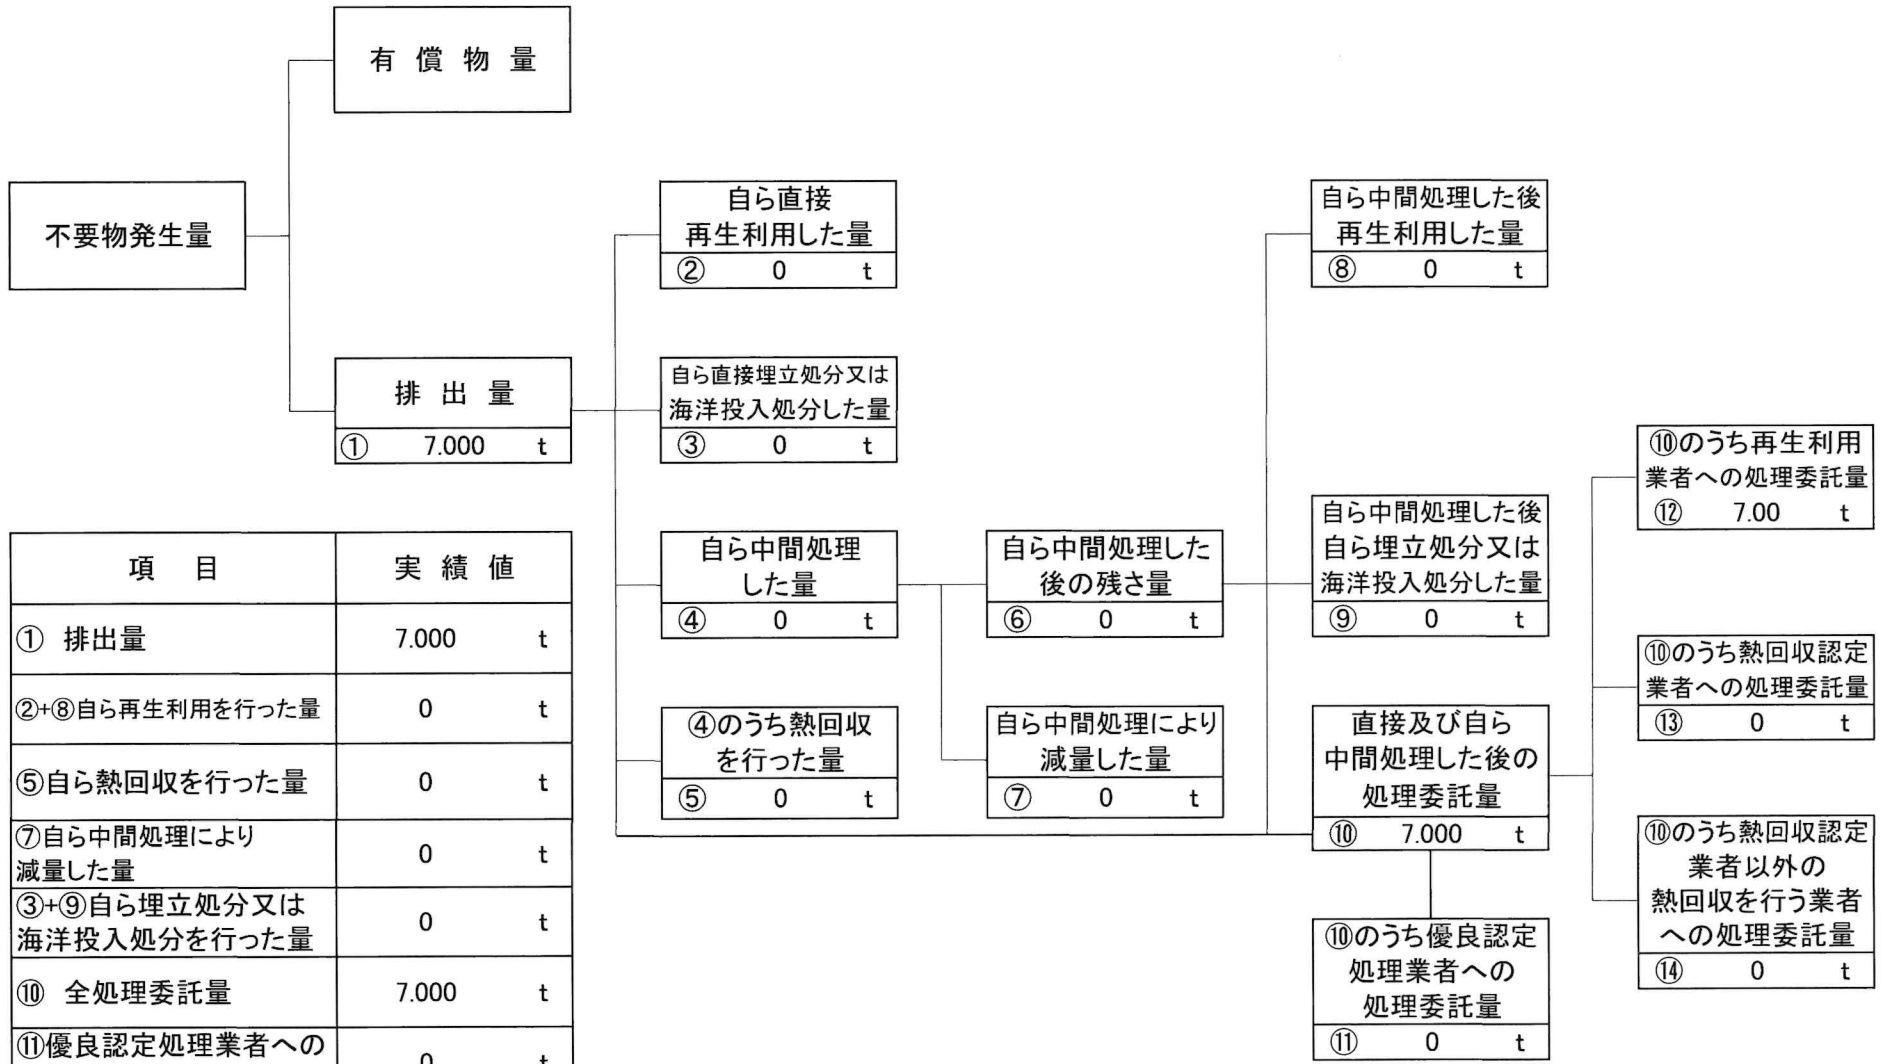 有 償 物 量
不要物発生量
排 出 量
① 7.000 t
自ら直接
再生利用した量
② 0 t
自ら直接埋立処分又は
海洋投入処分した量
③ 0 t
自ら中間処理
した量
④ 0 t
④のうち熱回収
を行った量
⑤ 0 t
自ら中間処理した
後の残さ量
⑥ 0 t
自ら中間処理により
減量した量
⑦ 0 t
自ら中間処理した後
再生利用した量
⑧ 0 t
自ら中間処理した後
自ら埋立処分又は
海洋投入処分した量
⑨ 0 t
直接及び自ら
中間処理した後の
処理委託量
⑩ 7.000 t
⑩のうち優良認定
処理業者への
処理委託量
⑪ 0 t
⑩のうち再生利用
業者への処理委託量
⑫ 7.00 t
⑩のうち熱回収認定
業者への処理委託量
⑬ 0 t
⑩のうち熱回収認定
業者以外の
熱回収を行う業者
への処理委託量
⑭ 0 t
項 目 実 績 値
① 排出量 7.000 t
②+⑧自ら再生利用を行った量 0 t
⑤自ら熱回収を行った量 0 t
⑦自ら中間処理により
減量した量 0 t
③+⑨自ら埋立処分又は
海洋投入処分を行った量 0 t
⑩ 全処理委託量 7.000 t
⑪優良認定処理業者への
0 t